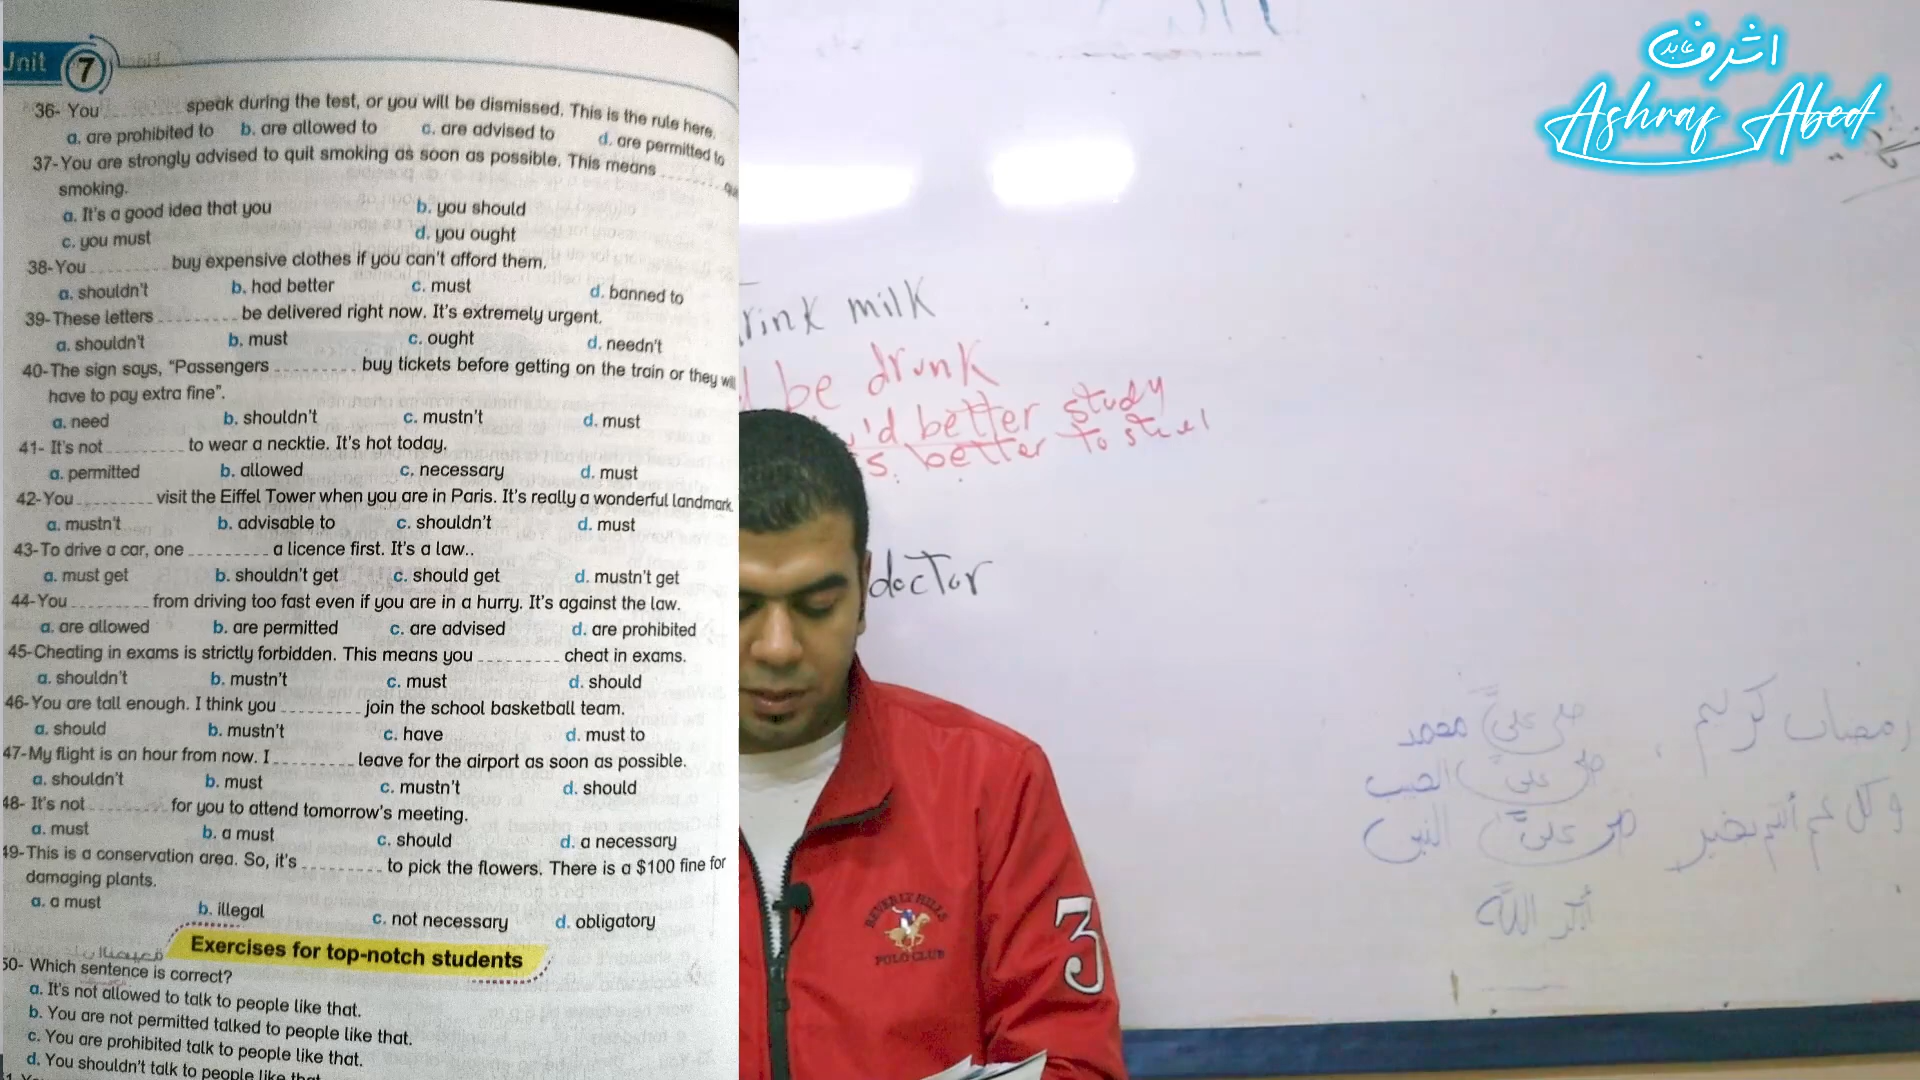 Unit 7
36- You ......... speak during the test, or you will be dismissed. This is the rule here.
a. are prohibited to b. are allowed to c. are advised to d. are permitted to
37-You are strongly advised to quit smoking as soon as possible. This means .........
smoking.
a. It's a good idea that you b. you should
c. you must d. you ought
38-You ......... buy expensive clothes if you can't afford them.
a. shouldn't b. had better c. must d. banned to
39-These letters ......... be delivered right now. It's extremely urgent.
a. shouldn't b. must c. ought d. needn't
40-The sign says, "Passengers ......... buy tickets before getting on the train or they will
have to pay extra fine".
a. need b. shouldn't c. mustn't d. must
41- It's not ......... to wear a necktie. It's hot today.
a. permitted b. allowed c. necessary d. must
42-You ......... visit the Eiffel Tower when you are in Paris. It's really a wonderful landmark
a. mustn't b. advisable to c. shouldn't d. must
43-To drive a car, one ......... a licence first. It's a law..
a. must get b. shouldn't get c. should get d. mustn't get
44-You ......... from driving too fast even if you are in a hurry. It's against the law.
a. are allowed b. are permitted c. are advised d. are prohibited
45-Cheating in exams is strictly forbidden. This means you ......... cheat in exams.
a. shouldn't b. mustn't c. must d. should
46-You are tall enough. I think you ......... join the school basketball team.
a. should b. mustn't c. have d. must to
47-My flight is an hour from now. I ......... leave for the airport as soon as possible.
a. shouldn't b. must c. mustn't d. should
48- It's not ......... for you to attend tomorrow's meeting.
a. must b. a must c. should d. a necessary
49-This is a conservation area. So, it's ......... to pick the flowers. There is a $100 fine for
damaging plants.
a. a must b. illegal c. not necessary d. obligatory
Exercises for top-notch students
50- Which sentence is correct?
a. It's not allowed to talk to people like that.
b. You are not permitted talked to people like that.
c. You are prohibited talk to people like that.
d. You shouldn't talk to people like that
اشرف عابد
Ashraf Abed
rink milk
be drunk
'd better study
s. better to
doctor
رمضان كريم ، صل على محمد
صل على الحبيب
وكل عام أنتم بخير صل على النبي
BEVERLY HILLS
POLO CLUB
3